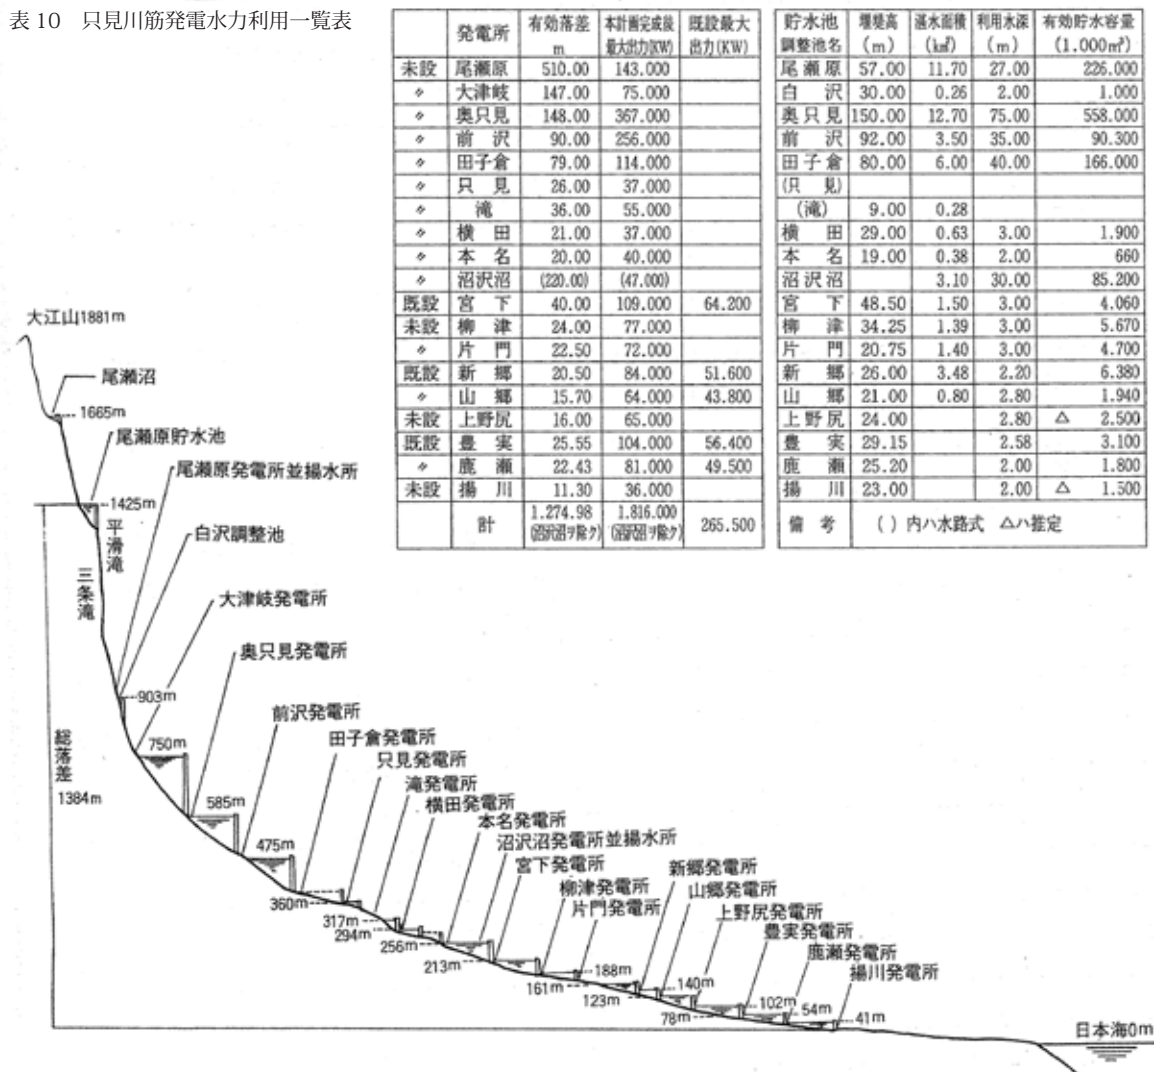 表 10　只見川筋発電水力利用一覧表
発電所 有効落差 m 本計画完成後最大出力(KW) 既設最大出力(KW)
未設 尾瀬原 510.00 143.000
〃 大津岐 147.00 75.000
〃 奥只見 148.00 367.000
〃 前沢 90.00 256.000
〃 田子倉 79.00 114.000
〃 只見 26.00 37.000
〃 滝 36.00 55.000
〃 横田 21.00 37.000
〃 本名 20.00 40.000
〃 沼沢沼 (220.00) (47.000)
既設 宮下 40.00 109.000 64.200
未設 柳津 24.00 77.000
〃 片門 22.50 72.000
既設 新郷 20.50 84.000 51.600
〃 山郷 15.70 64.000 43.800
未設 上野尻 16.00 65.000
既設 豊実 25.55 104.000 56.400
〃 鹿瀬 22.43 81.000 49.500
未設 揚川 11.30 36.000
計 1.274.98 (沼沢沼ヲ除ク) 1.816.000 (沼沢沼ヲ除ク) 265.500
貯水池調整池名 堰堤高(m) 湛水面積(k㎡) 利用水深(m) 有効貯水容量(1.000㎥)
尾瀬原 57.00 11.70 27.00 226.000
白沢 30.00 0.26 2.00 1.000
奥只見 150.00 12.70 75.00 558.000
前沢 92.00 3.50 35.00 90.300
田子倉 80.00 6.00 40.00 166.000
(只見)
(滝) 9.00 0.28
横田 29.00 0.63 3.00 1.900
本名 19.00 0.38 2.00 660
沼沢沼 3.10 30.00 85.200
宮下 48.50 1.50 3.00 4.060
柳津 34.25 1.39 3.00 5.670
片門 20.75 1.40 3.00 4.700
新郷 26.00 3.48 2.20 6.380
山郷 21.00 0.80 2.80 1.940
上野尻 24.00 2.80 △ 2.500
豊実 29.15 2.58 3.100
鹿瀬 25.20 2.00 1.800
揚川 23.00 2.00 △ 1.500
備考 ( ) 内ハ水路式 △ハ推定
大江山1881m
尾瀬沼
1665m
尾瀬原貯水池
尾瀬原発電所並揚水所
1425m
平滑滝
白沢調整池
三条滝
大津岐発電所
奥只見発電所
903m
前沢発電所
総落差
1384m
750m
田子倉発電所
只見発電所
滝発電所
横田発電所
585m
本名発電所
沼沢沼発電所並揚水所
475m
宮下発電所
柳津発電所
片門発電所
新郷発電所
山郷発電所
上野尻発電所
豊実発電所
鹿瀬発電所
揚川発電所
360m
317m
294m
256m
213m
188m
161m
123m
140m
102m
78m
54m
41m
日本海0m